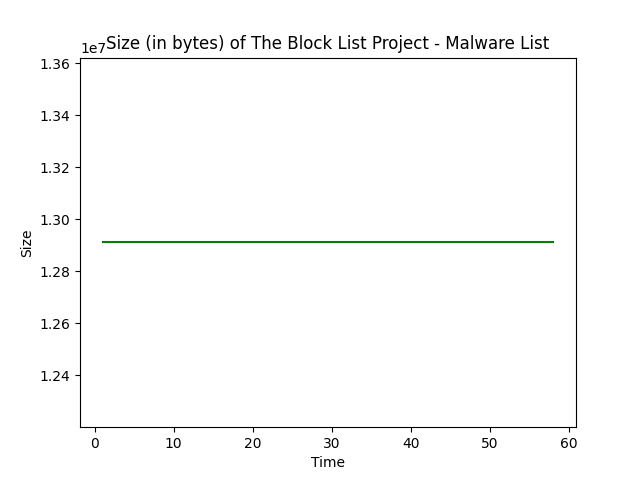 Size (in bytes) of The Block List Project - Malware List
1e7
1.36
1.34
1.32
1.30
1.28
1.26
1.24
Size
0 10 20 30 40 50 60
Time